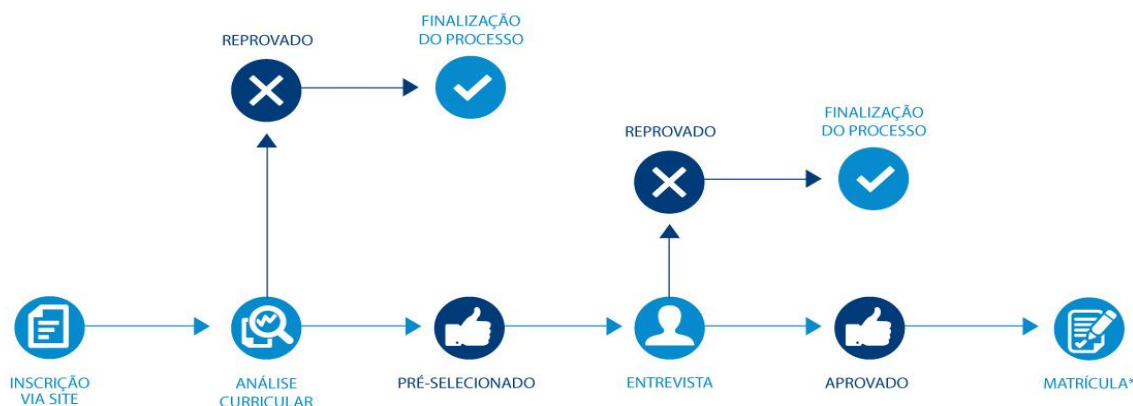 REPROVADO
FINALIZAÇÃO
DO PROCESSO
REPROVADO
FINALIZAÇÃO
DO PROCESSO
INSCRIÇÃO
VIA SITE
ANÁLISE
CURRICULAR
PRÉ-SELECIONADO
ENTREVISTA
APROVADO
MATRÍCULA*